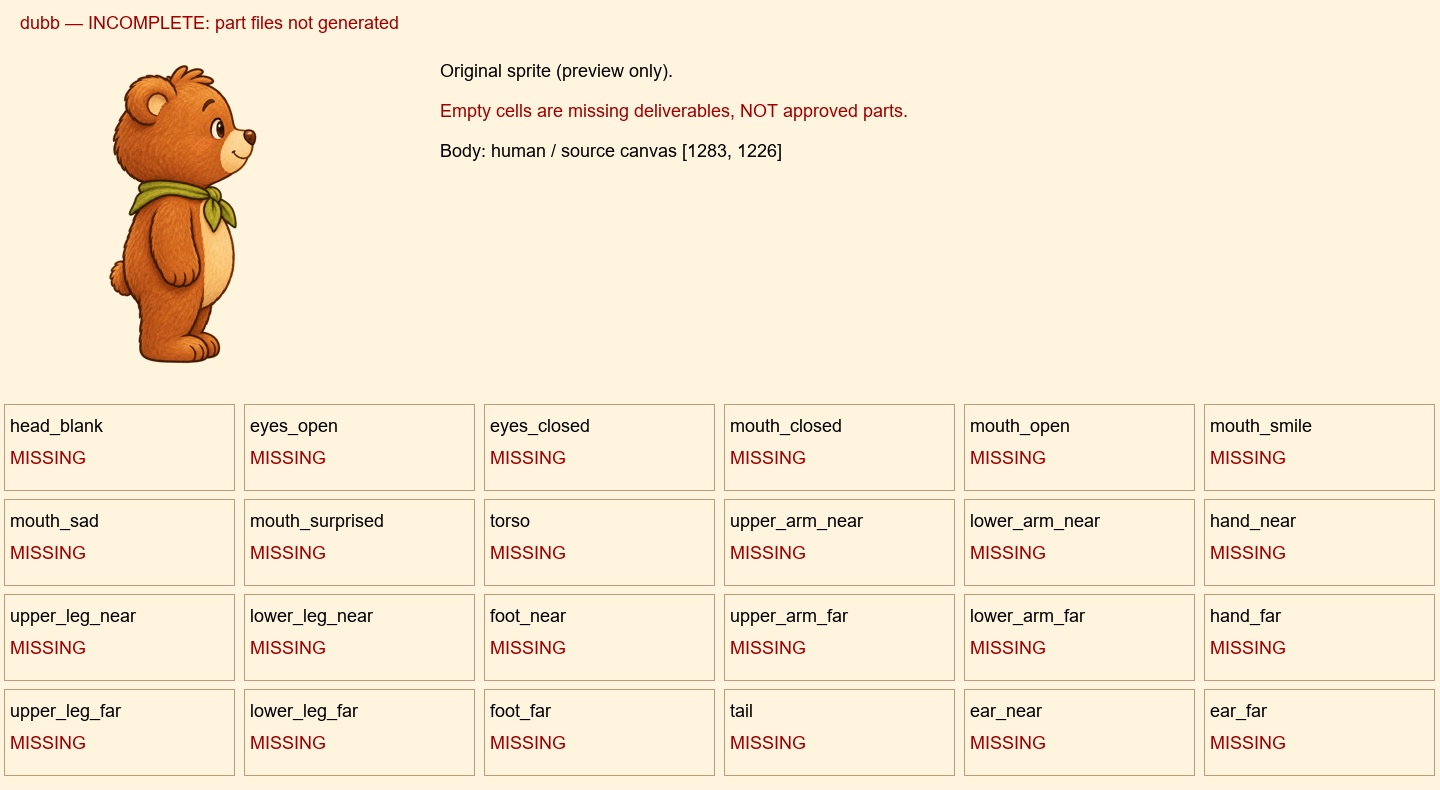 dubb — INCOMPLETE: part files not generated
Original sprite (preview only).
Empty cells are missing deliverables, NOT approved parts.
Body: human / source canvas [1283, 1226]
head_blank
MISSING
eyes_open
MISSING
eyes_closed
MISSING
mouth_closed
MISSING
mouth_open
MISSING
mouth_smile
MISSING
mouth_sad
MISSING
mouth_surprised
MISSING
torso
MISSING
upper_arm_near
MISSING
lower_arm_near
MISSING
hand_near
MISSING
upper_leg_near
MISSING
lower_leg_near
MISSING
foot_near
MISSING
upper_arm_far
MISSING
lower_arm_far
MISSING
hand_far
MISSING
upper_leg_far
MISSING
lower_leg_far
MISSING
foot_far
MISSING
tail
MISSING
ear_near
MISSING
ear_far
MISSING